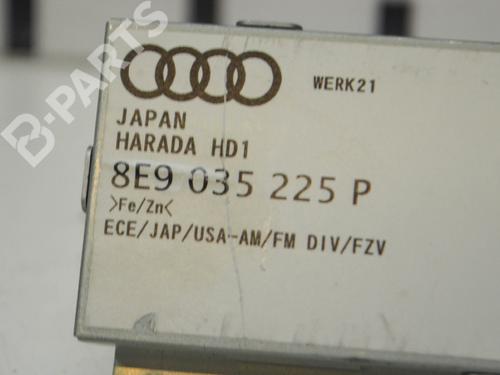 WERK21
JAPAN
HARADA HD1
8E9 035 225 P
>Fe/Zn<
ECE/JAP/USA-AM/FM DIV/FZV
B-PARTS